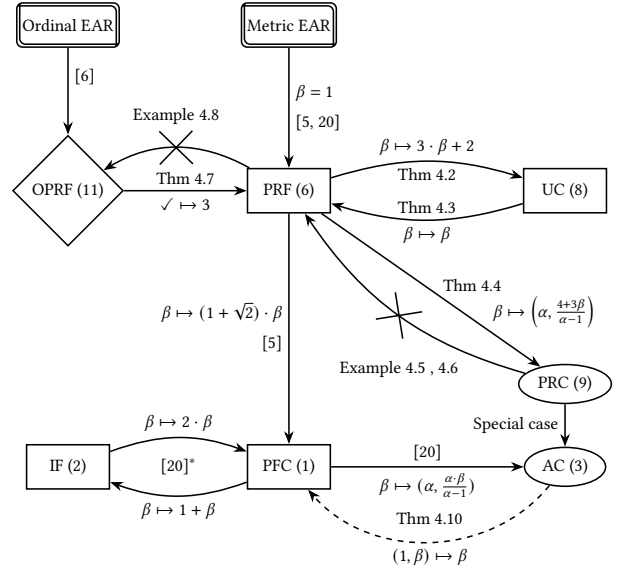 Ordinal EAR
Metric EAR
[6]
β = 1
[5, 20]
Example 4.8
β ↦ 3 · β + 2
OPRF (11)
Thm 4.7
✓ ↦ 3
PRF (6)
Thm 4.2
UC (8)
Thm 4.3
β ↦ β
Thm 4.4
β ↦ (α, (4+3β)/(α−1))
β ↦ (1 + √2) · β
[5]
Example 4.5 , 4.6
PRC (9)
Special case
β ↦ 2 · β
IF (2)
[20]*
PFC (1)
[20]
AC (3)
β ↦ (α, (α·β)/(α−1))
β ↦ 1 + β
Thm 4.10
(1, β) ↦ β